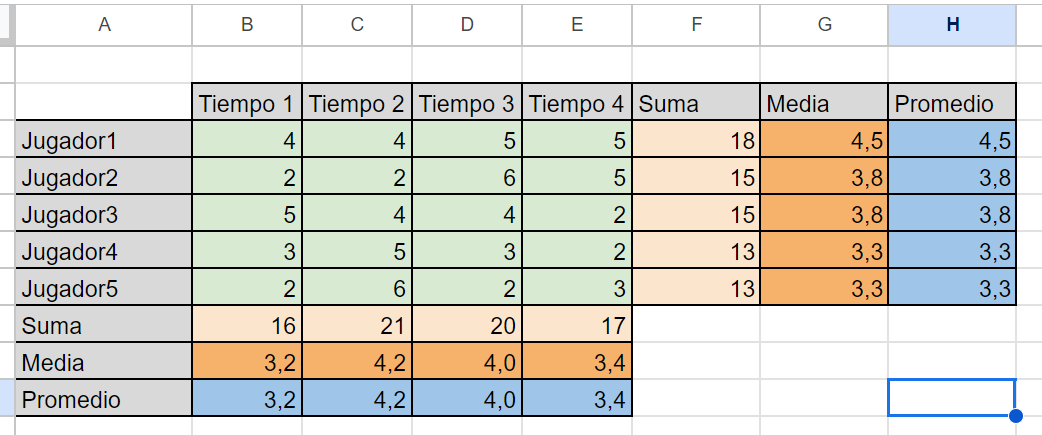 A B C D E F G H
Tiempo 1 Tiempo 2 Tiempo 3 Tiempo 4 Suma Media Promedio
Jugador1 4 4 5 5 18 4,5 4,5
Jugador2 2 2 6 5 15 3,8 3,8
Jugador3 5 4 4 2 15 3,8 3,8
Jugador4 3 5 3 2 13 3,3 3,3
Jugador5 2 6 2 3 13 3,3 3,3
Suma 16 21 20 17
Media 3,2 4,2 4,0 3,4
Promedio 3,2 4,2 4,0 3,4